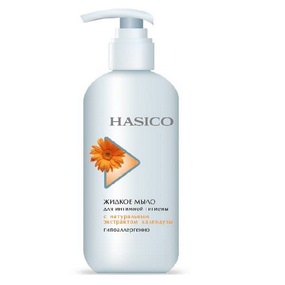 HASICO
ЖИДКОЕ МЫЛО
для интимной гигиены
с натуральным
экстрактом календулы
гипоаллергенно